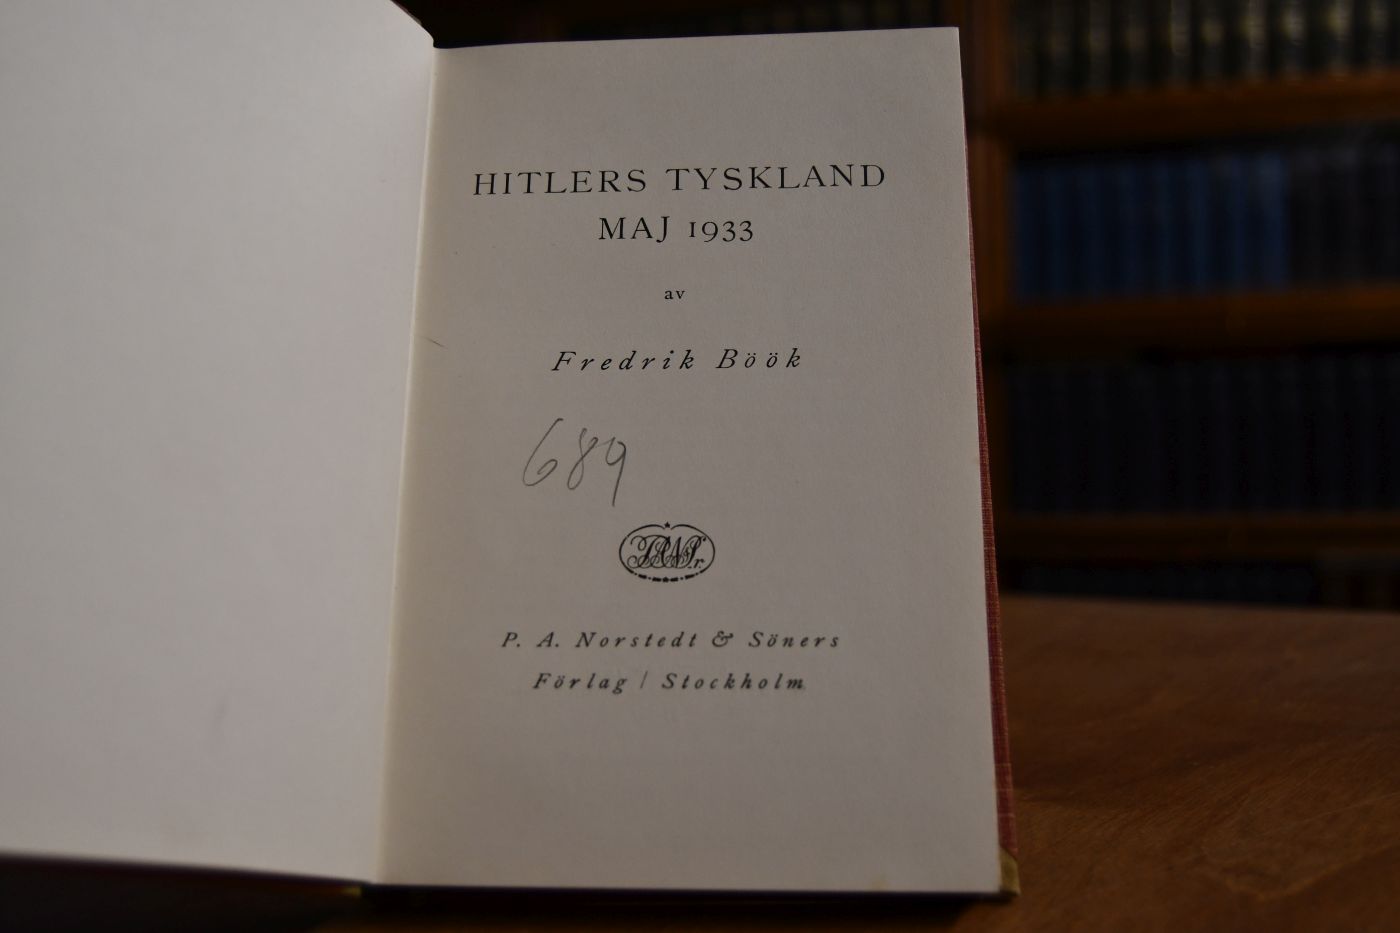 HITLERS TYSKLAND
MAJ 1933
av
Fredrik Böök
689
P. A. Norstedt & Söners
Förlag / Stockholm